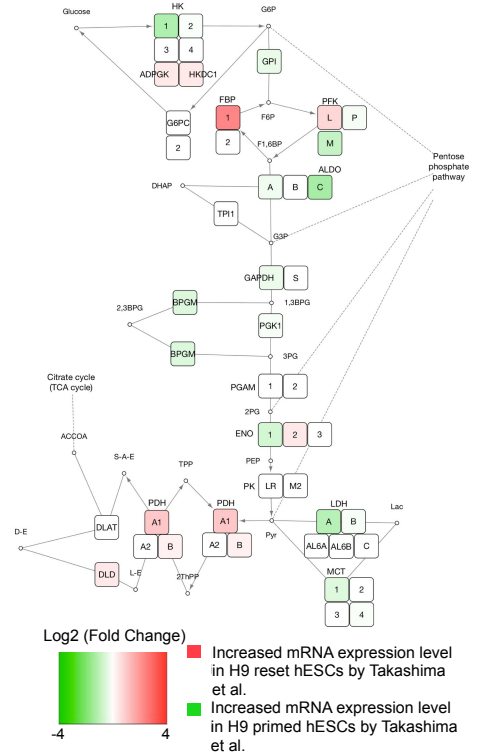 Glucose
HK
G6P
1 2
3 4
ADPGK HKDC1
GPI
G6PC
2
FBP
1
2
F6P
PFK
L P
M
F1,6BP
Pentose
phosphate
pathway
ALDO
DHAP
A B C
TPI1
G3P
GAPDH S
2,3BPG
BPGM
1,3BPG
PGK1
BPGM
3PG
Citrate cycle
(TCA cycle)
PGAM 1 2
2PG
ACCOA
ENO 1 2 3
S-A-E
TPP
PEP
PK LR M2
PDH
PDH
LDH
D-E
DLAT
A1
A1
Pyr
A B
Lac
A2 B
A2 B
AL6A AL6B C
DLD
L-E
2ThPP
MCT
1 2
3 4
Log2 (Fold Change)
-4 4
Increased mRNA expression level
in H9 reset hESCs by Takashima
et al.
Increased mRNA expression level
in H9 primed hESCs by Takashima
et al.